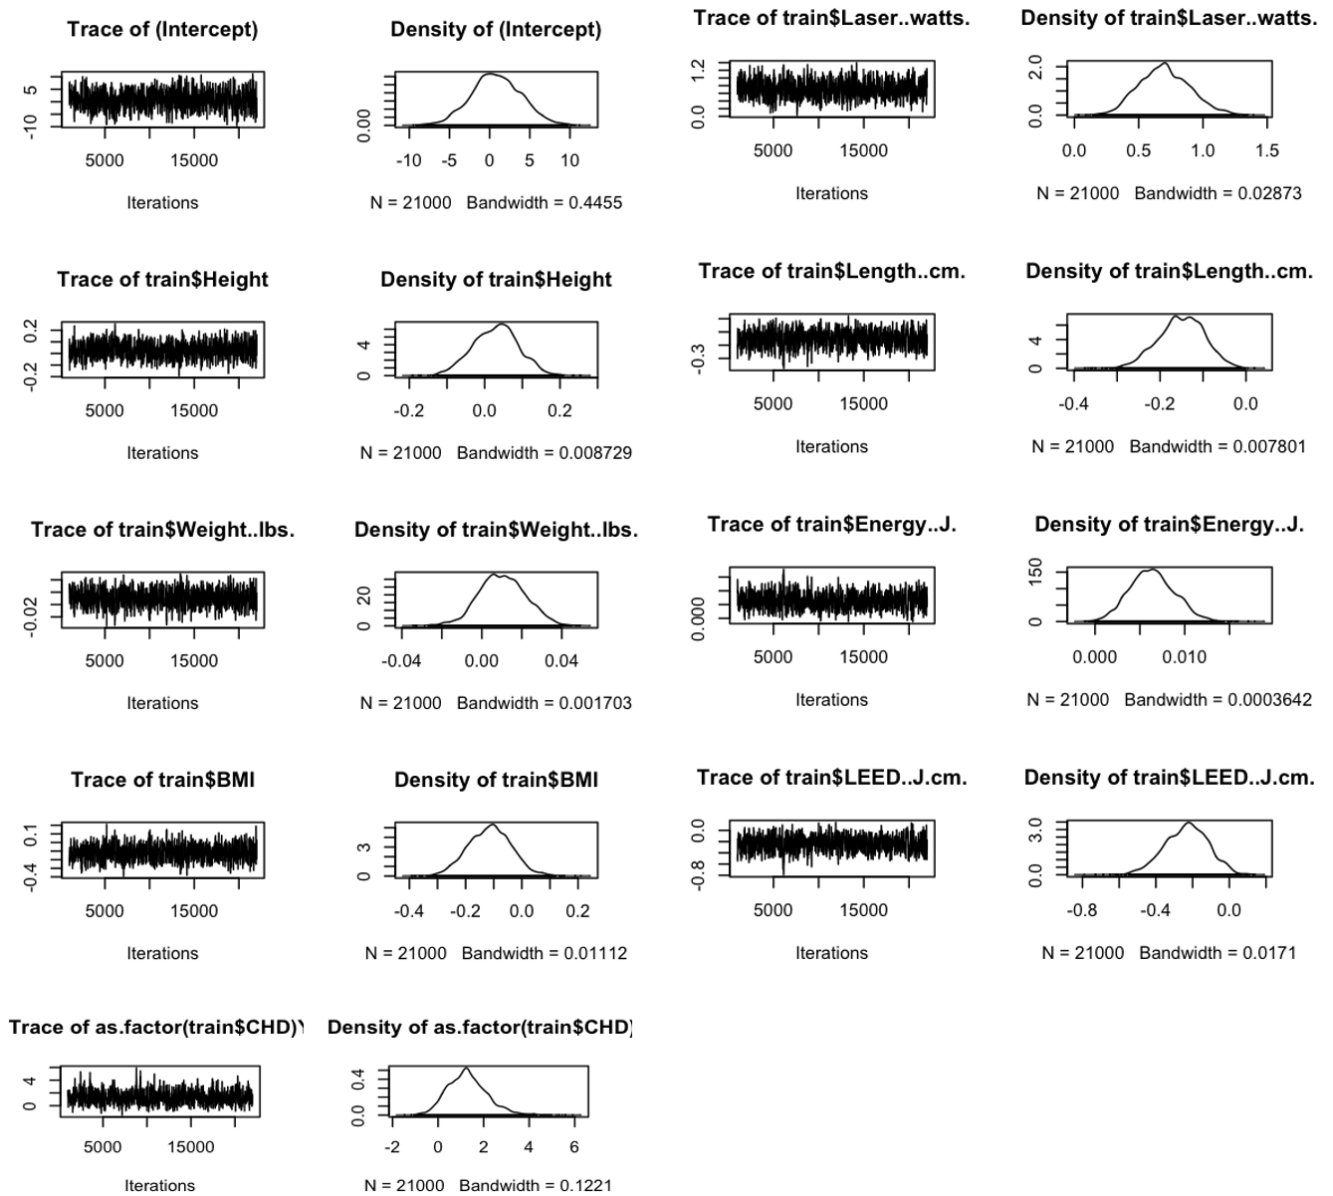 Trace of (Intercept)
5
-10
5000 15000
Iterations
Density of (Intercept)
0.00
-10 -5 0 5 10
N = 21000 Bandwidth = 0.4455
Trace of train$Laser..watts.
1.2
0.0
5000 15000
Iterations
Density of train$Laser..watts.
2.0
0.0
0.0 0.5 1.0 1.5
N = 21000 Bandwidth = 0.02873
Trace of train$Height
0.2
-0.2
5000 15000
Iterations
Density of train$Height
4
0
-0.2 0.0 0.2
N = 21000 Bandwidth = 0.008729
Trace of train$Length..cm.
-0.3
5000 15000
Iterations
Density of train$Length..cm.
4
0
-0.4 -0.2 0.0
N = 21000 Bandwidth = 0.007801
Trace of train$Weight..lbs.
-0.02
5000 15000
Iterations
Density of train$Weight..lbs.
20
0
-0.04 0.00 0.04
N = 21000 Bandwidth = 0.001703
Trace of train$Energy..J.
0.000
5000 15000
Iterations
Density of train$Energy..J.
150
0
0.000 0.010
N = 21000 Bandwidth = 0.0003642
Trace of train$BMI
0.1
-0.4
5000 15000
Iterations
Density of train$BMI
3
0
-0.4 -0.2 0.0 0.2
N = 21000 Bandwidth = 0.01112
Trace of train$LEED..J.cm.
0.0
-0.8
5000 15000
Iterations
Density of train$LEED..J.cm.
3.0
0.0
-0.8 -0.4 0.0
N = 21000 Bandwidth = 0.0171
Trace of as.factor(train$CHD)Y
4
0
5000 15000
Iterations
Density of as.factor(train$CHD)
0.4
0.0
-2 0 2 4 6
N = 21000 Bandwidth = 0.1221